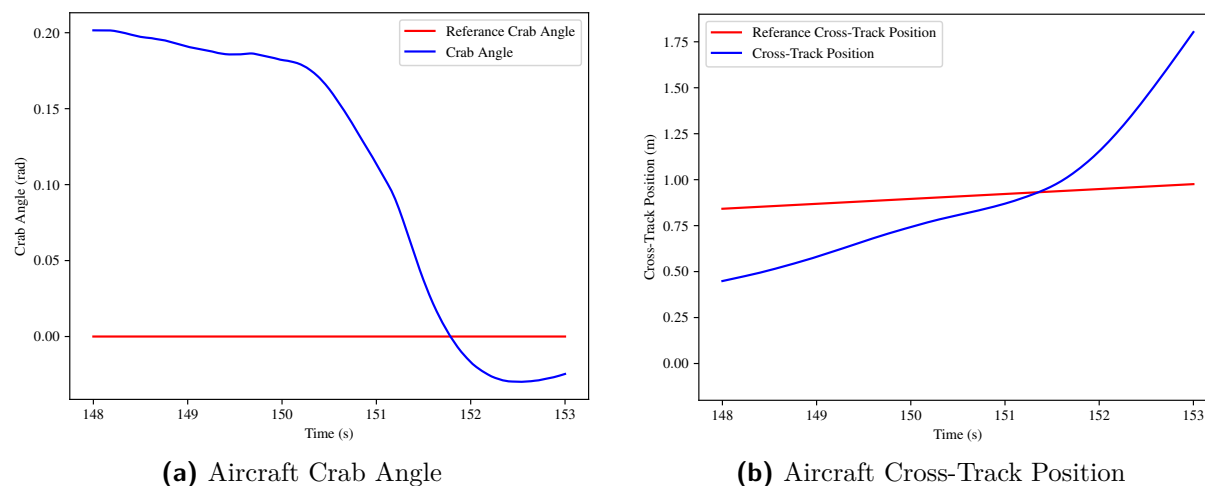 Referance Crab Angle
Crab Angle
0.20
0.15
0.10
0.05
0.00
Crab Angle (rad)
148 149 150 151 152 153
Time (s)
(a) Aircraft Crab Angle
Referance Cross-Track Position
Cross-Track Position
1.75
1.50
1.25
1.00
0.75
0.50
0.25
0.00
Cross-Track Position (m)
148 149 150 151 152 153
Time (s)
(b) Aircraft Cross-Track Position